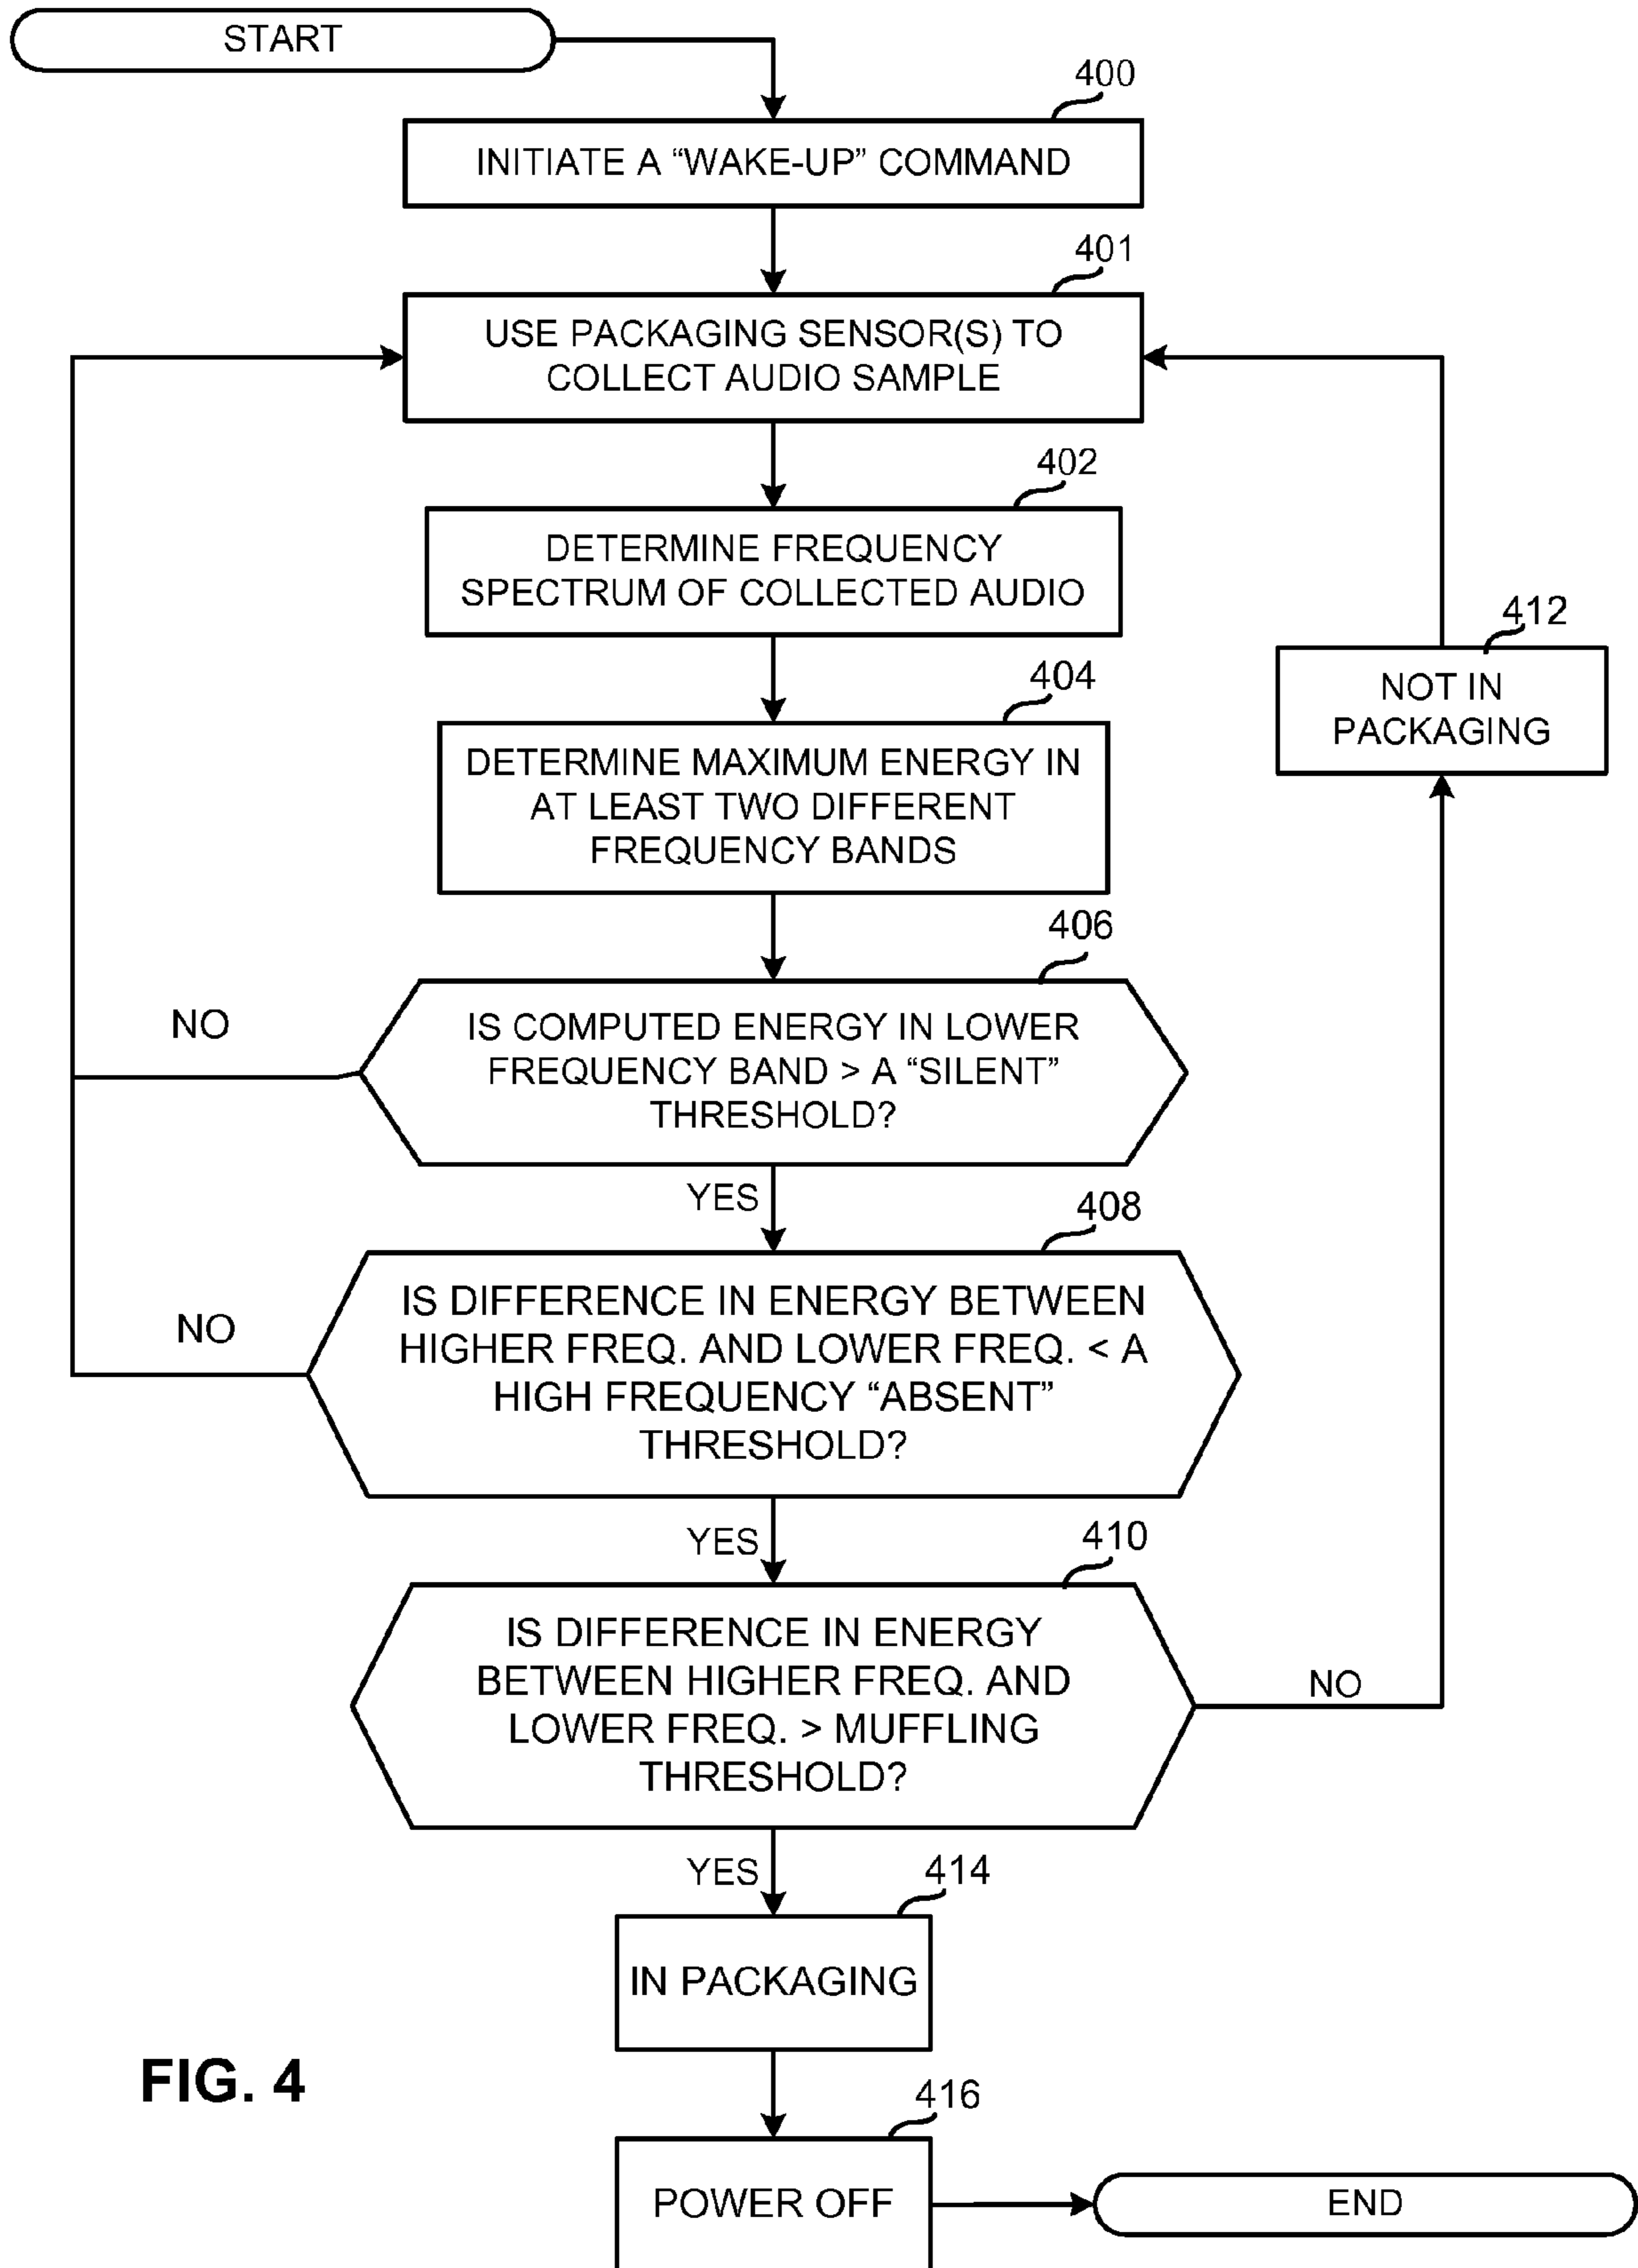 START
400
INITIATE A “WAKE-UP” COMMAND
401
USE PACKAGING SENSOR(S) TO
COLLECT AUDIO SAMPLE
402
DETERMINE FREQUENCY
SPECTRUM OF COLLECTED AUDIO
412
NOT IN
PACKAGING
404
DETERMINE MAXIMUM ENERGY IN
AT LEAST TWO DIFFERENT
FREQUENCY BANDS
406
NO
IS COMPUTED ENERGY IN LOWER
FREQUENCY BAND > A “SILENT”
THRESHOLD?
YES
408
NO
IS DIFFERENCE IN ENERGY BETWEEN
HIGHER FREQ. AND LOWER FREQ. < A
HIGH FREQUENCY “ABSENT”
THRESHOLD?
YES
410
IS DIFFERENCE IN ENERGY
BETWEEN HIGHER FREQ. AND
LOWER FREQ. > MUFFLING
THRESHOLD?
NO
YES
414
IN PACKAGING
FIG. 4
416
POWER OFF
END